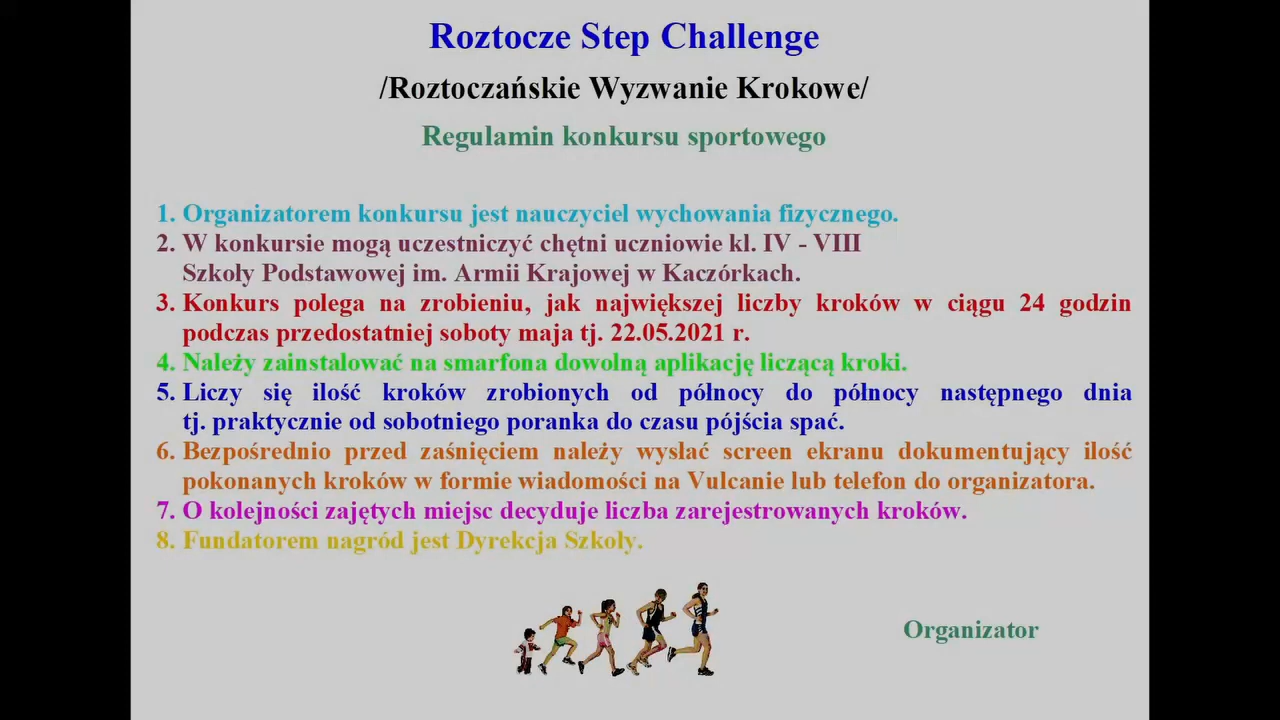 Roztocze Step Challenge
/Roztoczańskie Wyzwanie Krokowe/
Regulamin konkursu sportowego
1. Organizatorem konkursu jest nauczyciel wychowania fizycznego.
2. W konkursie mogą uczestniczyć chętni uczniowie kl. IV - VIII
Szkoły Podstawowej im. Armii Krajowej w Kaczórkach.
3. Konkurs polega na zrobieniu, jak największej liczby kroków w ciągu 24 godzin
podczas przedostatniej soboty maja tj. 22.05.2021 r.
4. Należy zainstalować na smarfona dowolną aplikację liczącą kroki.
5. Liczy się ilość kroków zrobionych od północy do północy następnego dnia
tj. praktycznie od sobotniego poranka do czasu pójścia spać.
6. Bezpośrednio przed zaśnięciem należy wysłać screen ekranu dokumentujący ilość
pokonanych kroków w formie wiadomości na Vulcanie lub telefon do organizatora.
7. O kolejności zajętych miejsc decyduje liczba zarejestrowanych kroków.
8. Fundatorem nagród jest Dyrekcja Szkoły.
Organizator